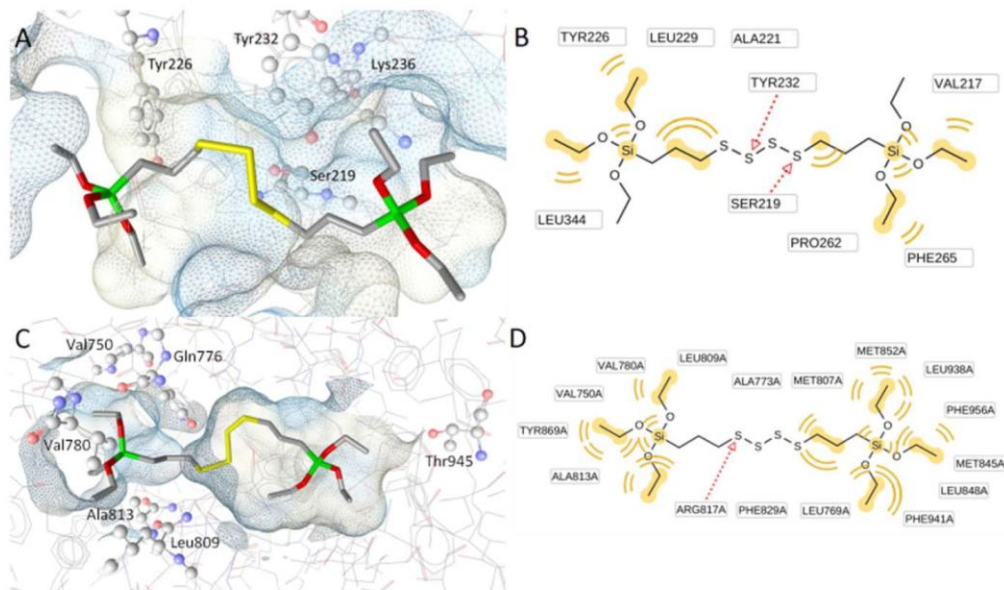 A
Tyr226
Tyr232
Lys236
Ser219
B
TYR226
LEU229
ALA221
TYR232
VAL217
O
O
O
Si
S
S
S
S
Si
O
O
O
LEU344
SER219
PRO262
PHE265
C
Val750
Gln776
Val780
Thr945
Ala813
Leu809
D
VAL780A
LEU809A
MET852A
ALA773A
MET807A
LEU938A
VAL750A
TYR869A
PHE956A
O
O
Si
O
S
S
S
S
O
Si
O
O
ALA813A
MET845A
LEU848A
ARG817A
PHE829A
LEU769A
PHE941A